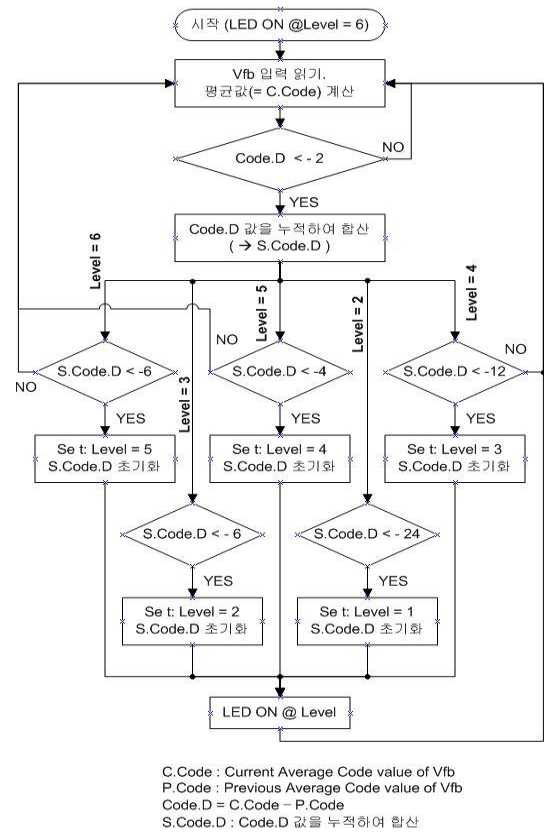 시작 (LED ON @Level = 6)
Vfb 입력 읽기.
평균값(= C.Code) 계산
Code.D < - 2
NO
YES
Code.D 값을 누적하여 합산
( → S.Code.D )
Level = 6
Level = 3
Level = 5
Level = 2
Level = 4
S.Code.D < -6
NO
YES
S.Code.D < -4
NO
YES
S.Code.D < -12
NO
YES
Se t: Level = 5
S.Code.D 초기화
Se t: Level = 4
S.Code.D 초기화
Se t: Level = 3
S.Code.D 초기화
S.Code.D < - 6
YES
S.Code.D < - 24
YES
Se t: Level = 2
S.Code.D 초기화
Se t: Level = 1
S.Code.D 초기화
LED ON @ Level
C.Code : Current Average Code value of Vfb
P.Code : Previous Average Code value of Vfb
Code.D = C.Code – P.Code
S.Code.D : Code.D 값을 누적하여 합산